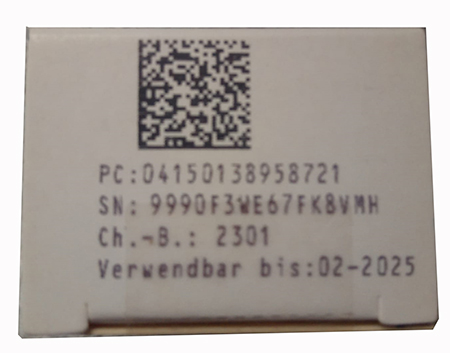 PC:04150138958721
SN: 9990F3WE67FK8VMH
Ch.-B.: 2301
Verwendbar bis:02-2025